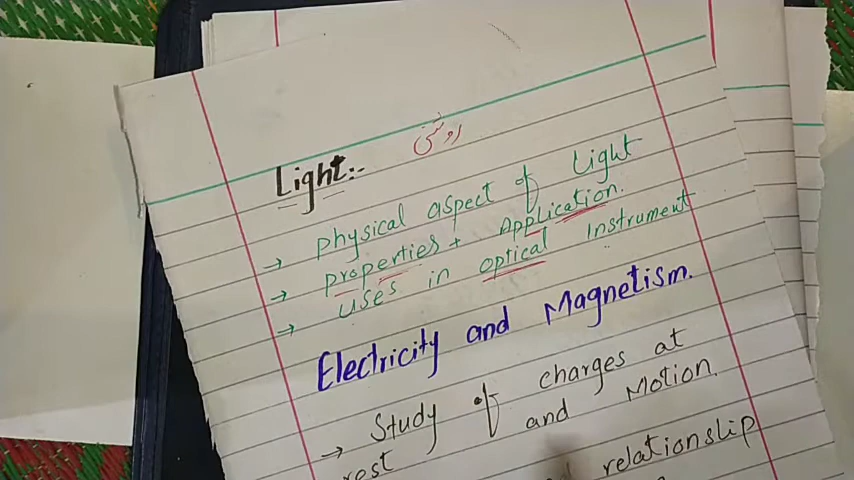 روشنی
Light:-
→ physical aspect of Light
→ properties + Application.
→ uses in optical instrument
Electricity and Magnetism.
→ Study of charges at
rest and Motion.
relationship